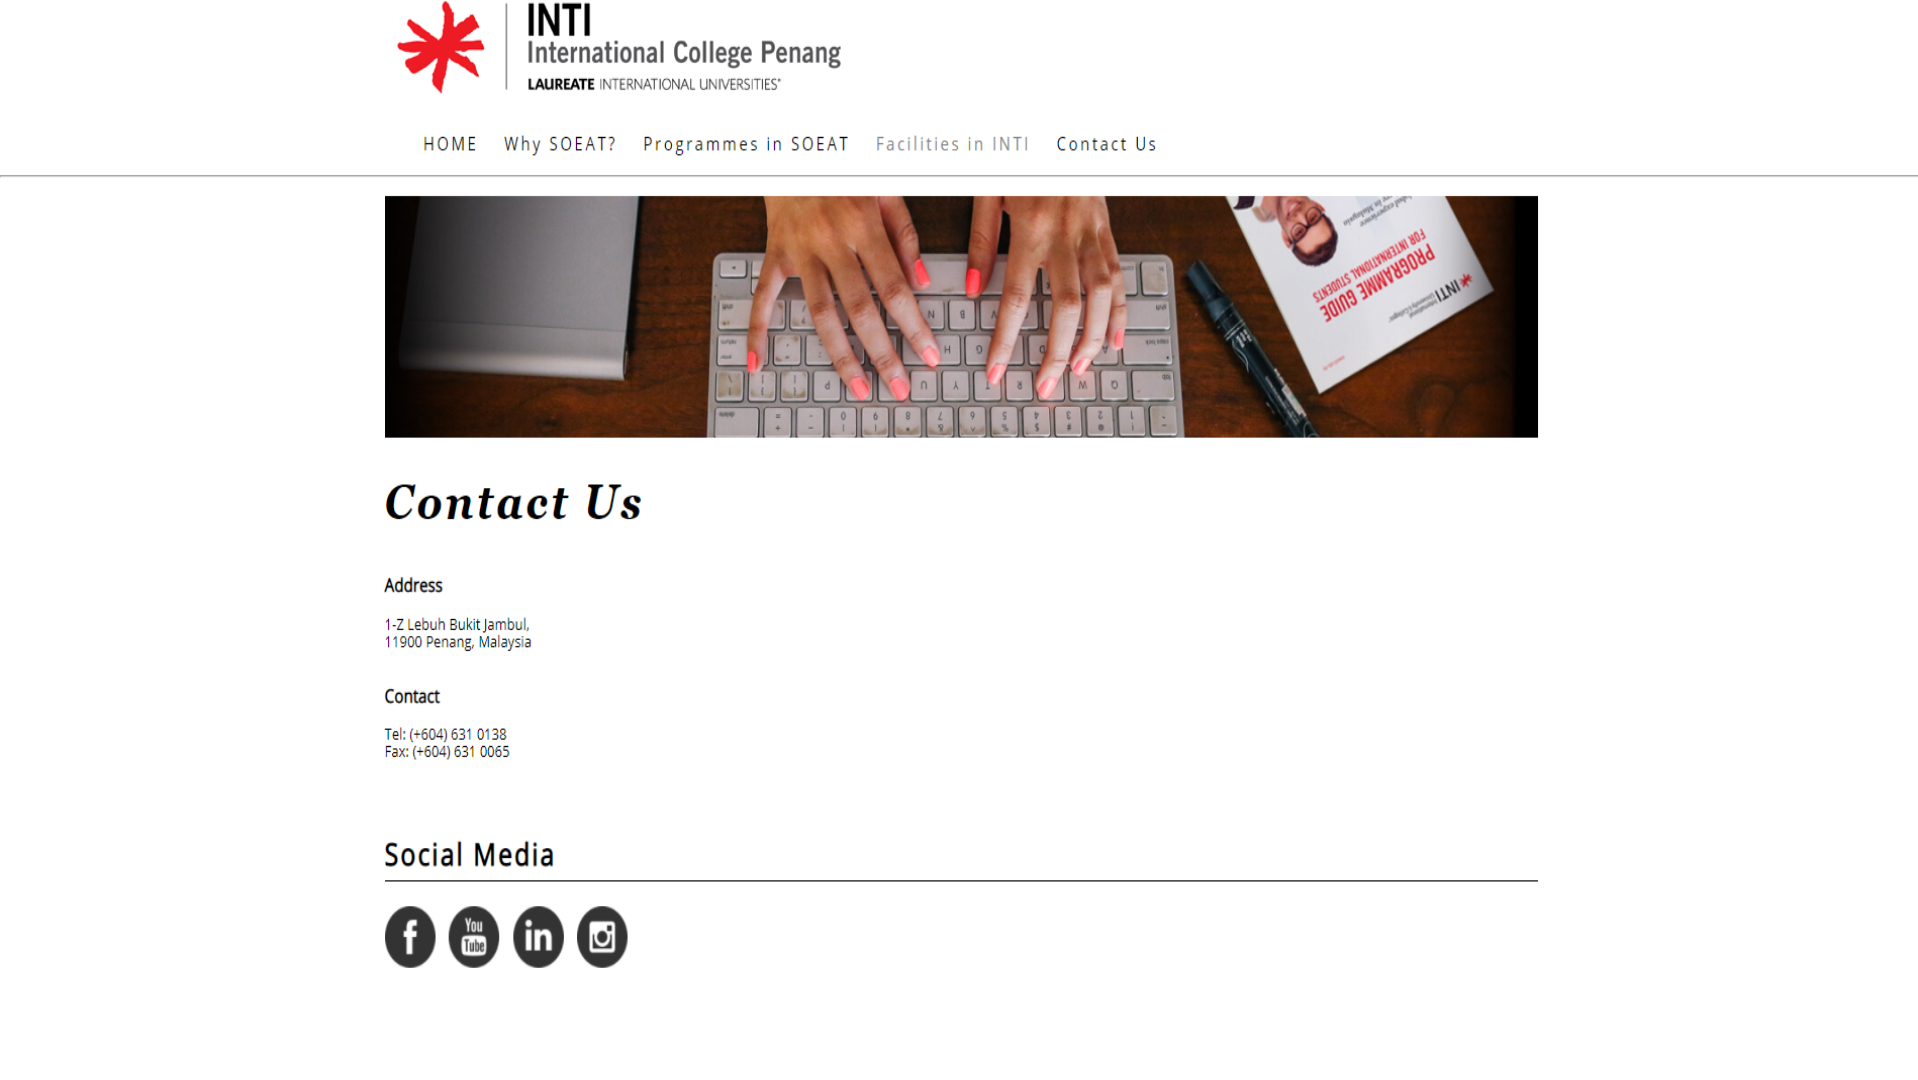 INTI
International College Penang
LAUREATE INTERNATIONAL UNIVERSITIES®
HOME Why SOEAT? Programmes in SOEAT Facilities in INTI Contact Us
PROGRAMME GUIDE
FOR INTERNATIONAL STUDENTS
INTI
Contact Us
Address
1-Z Lebuh Bukit Jambul,
11900 Penang, Malaysia
Contact
Tel: (+604) 631 0138
Fax: (+604) 631 0065
Social Media
f
You
Tube
in